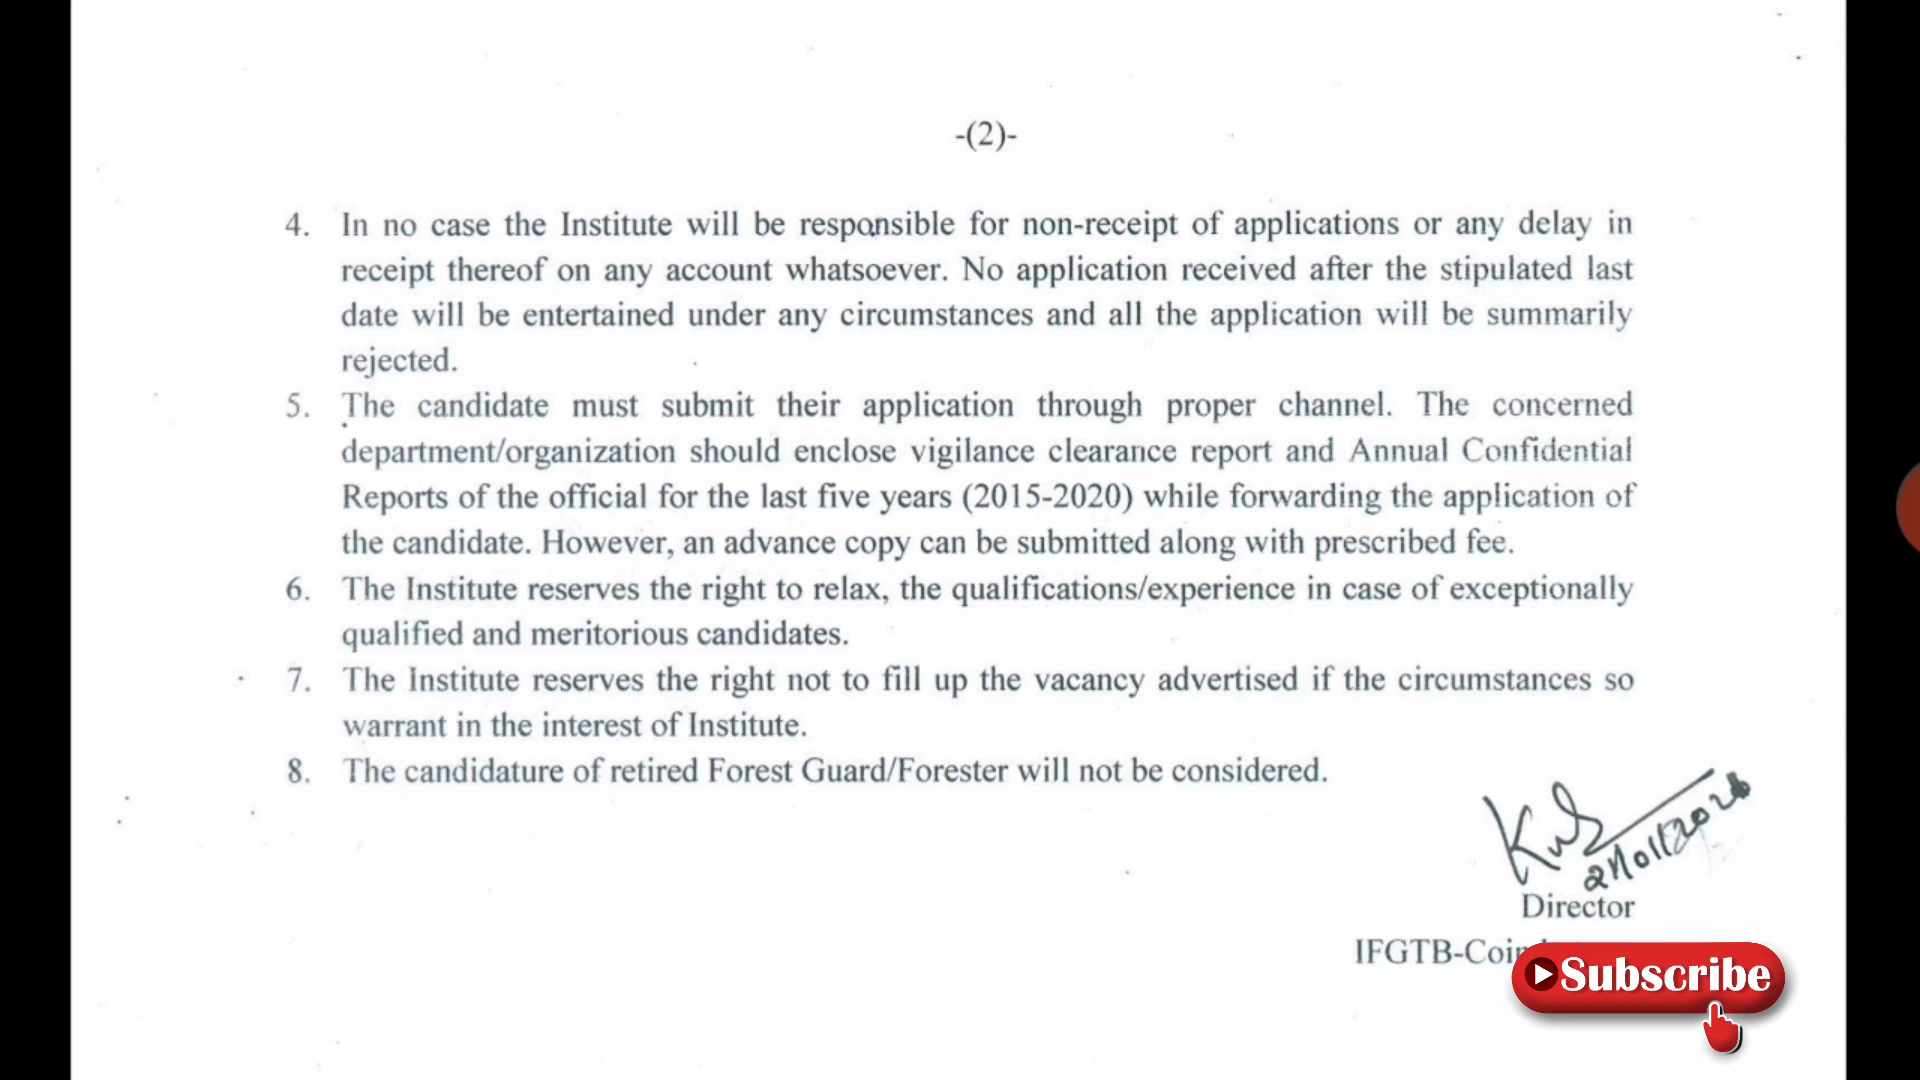 -(2)-
4. In no case the Institute will be responsible for non-receipt of applications or any delay in
receipt thereof on any account whatsoever. No application received after the stipulated last
date will be entertained under any circumstances and all the application will be summarily
rejected.
5. The candidate must submit their application through proper channel. The concerned
department/organization should enclose vigilance clearance report and Annual Confidential
Reports of the official for the last five years (2015-2020) while forwarding the application of
the candidate. However, an advance copy can be submitted along with prescribed fee.
6. The Institute reserves the right to relax, the qualifications/experience in case of exceptionally
qualified and meritorious candidates.
7. The Institute reserves the right not to fill up the vacancy advertised if the circumstances so
warrant in the interest of Institute.
8. The candidature of retired Forest Guard/Forester will not be considered.
Director
IFGTB-Coi
Subscribe